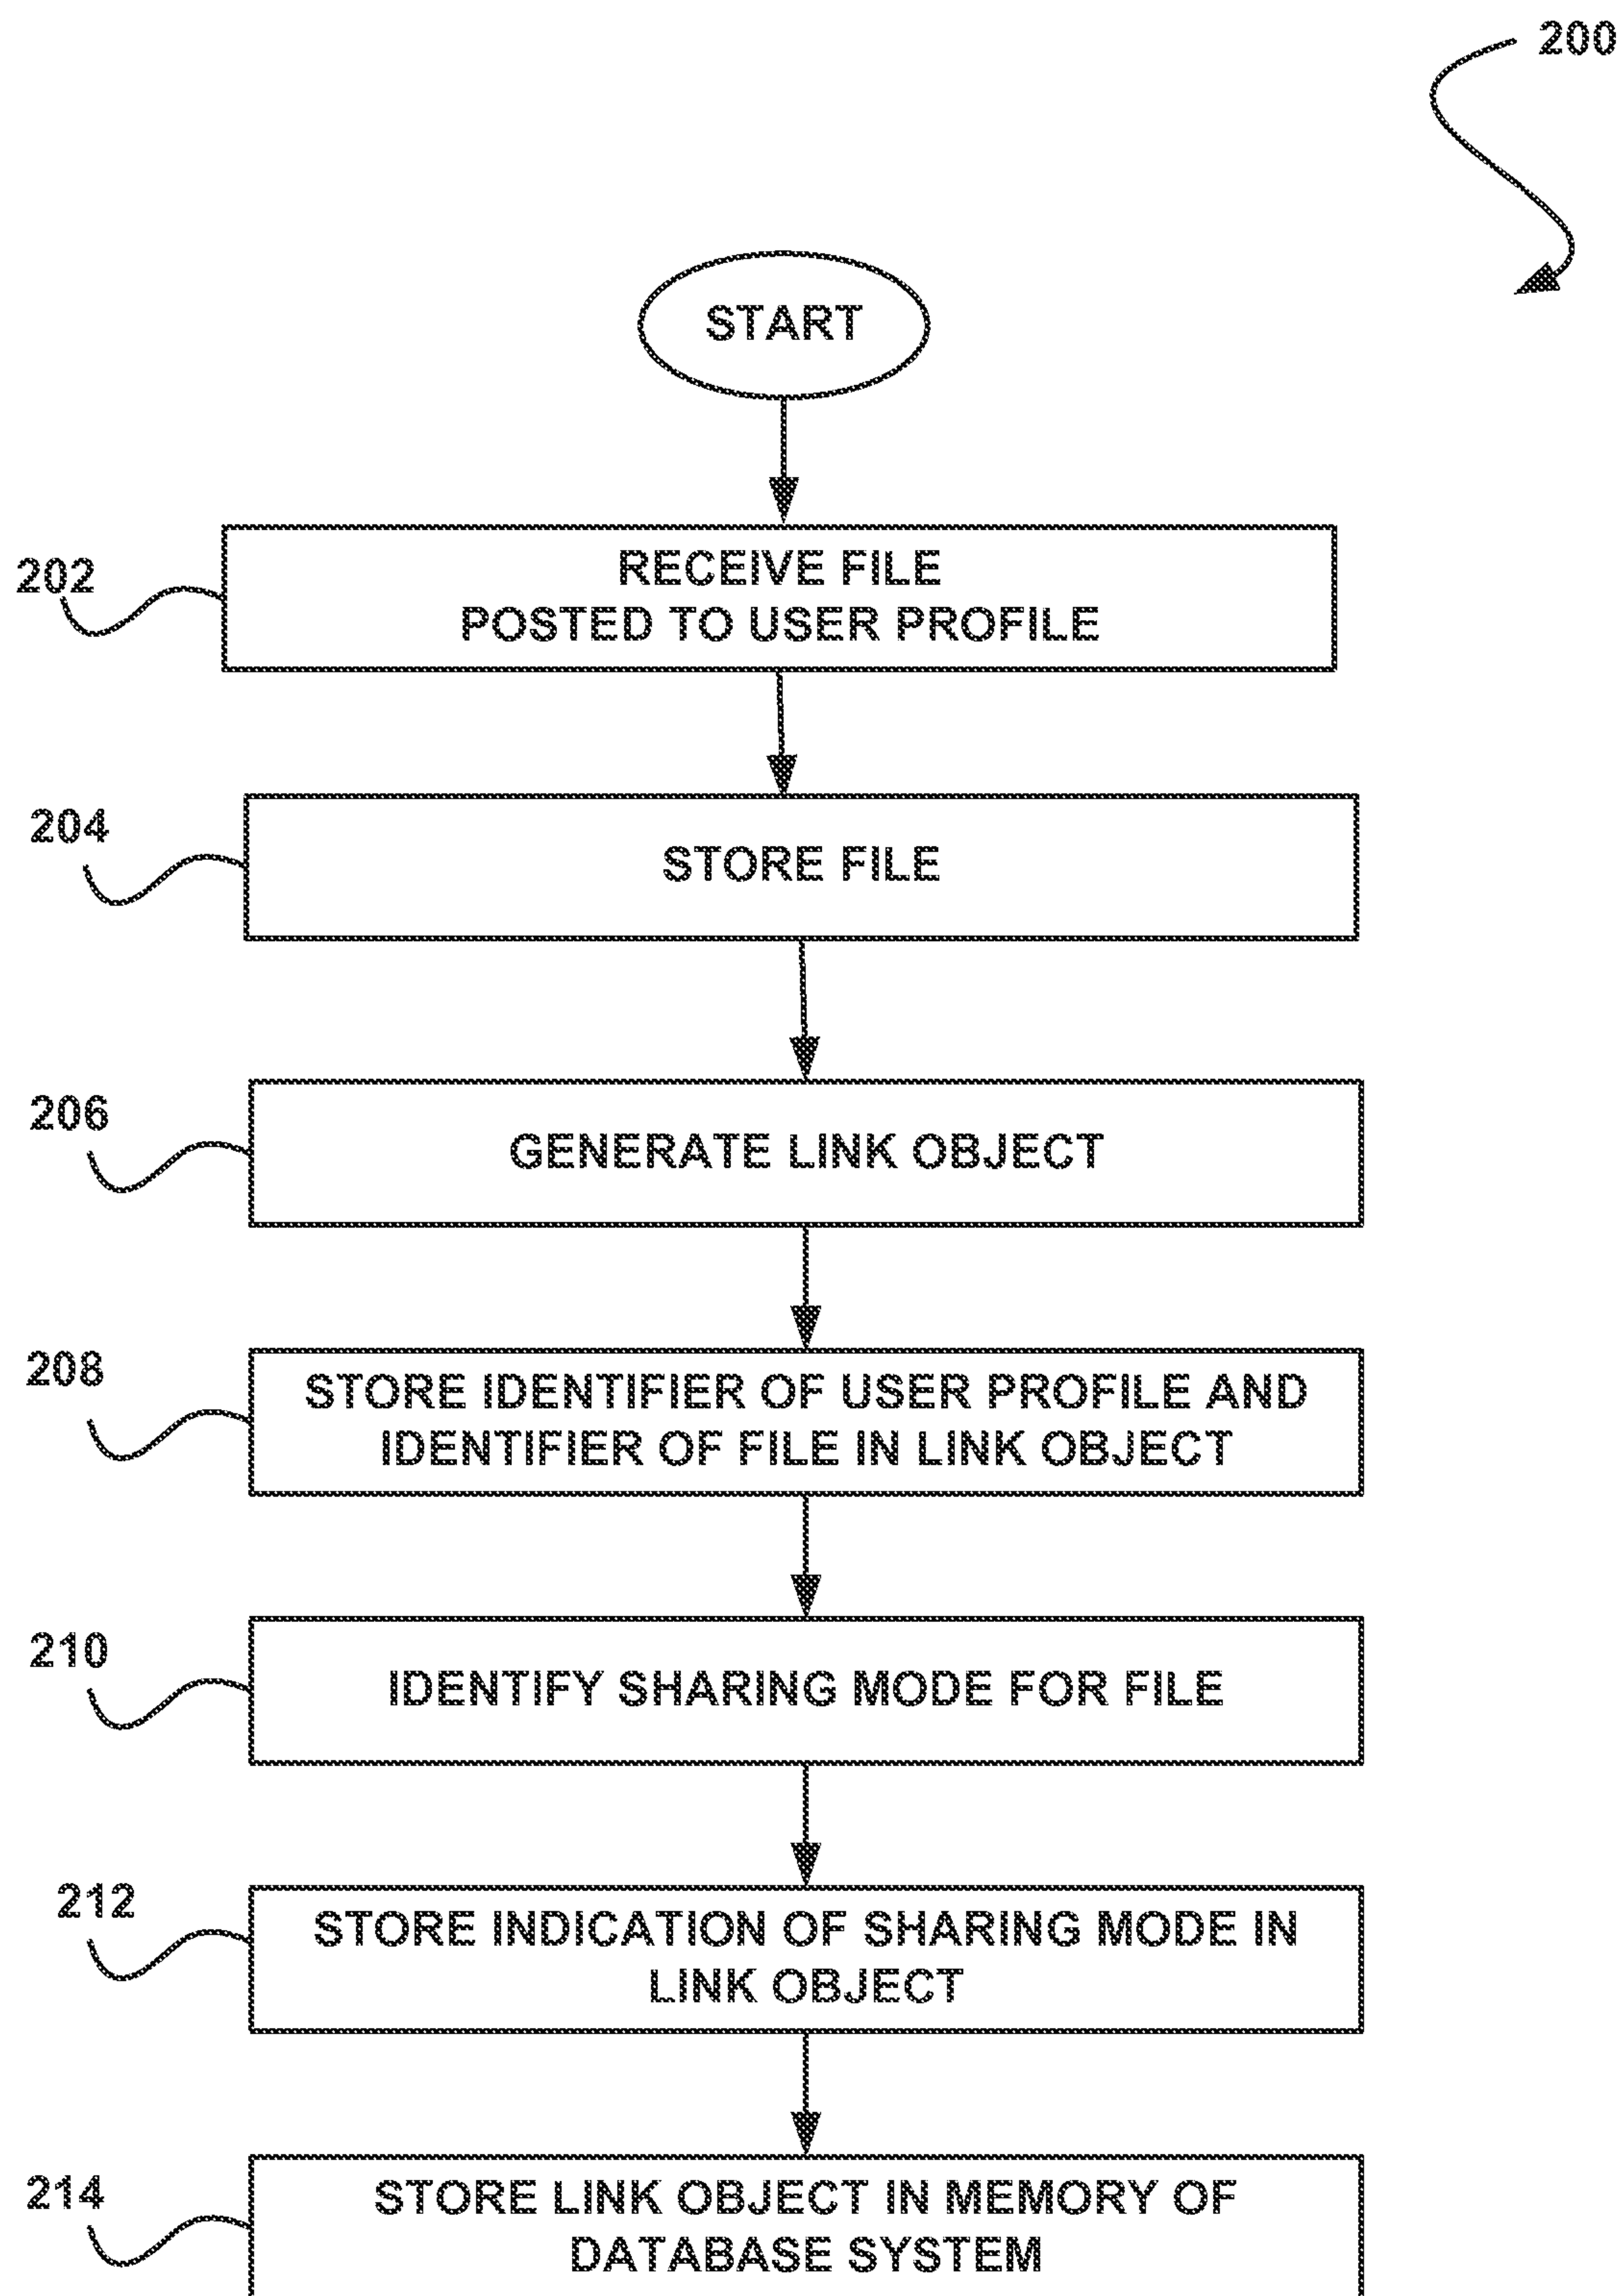 200
START
202
RECEIVE FILE
POSTED TO USER PROFILE
204
STORE FILE
206
GENERATE LINK OBJECT
208
STORE IDENTIFIER OF USER PROFILE AND
IDENTIFIER OF FILE IN LINK OBJECT
210
IDENTIFY SHARING MODE FOR FILE
212
STORE INDICATION OF SHARING MODE IN
LINK OBJECT
214
STORE LINK OBJECT IN MEMORY OF
DATABASE SYSTEM